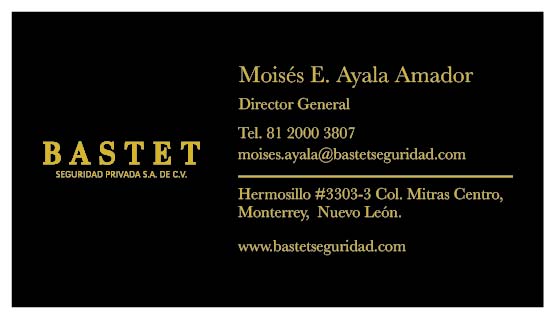 BASTET
SEGURIDAD PRIVADA S.A. DE C.V.
Moisés E. Ayala Amador
Director General
Tel. 81 2000 3807
moises.ayala@bastetseguridad.com
Hermosillo #3303-3 Col. Mitras Centro,
Monterrey, Nuevo León.
www.bastetseguridad.com